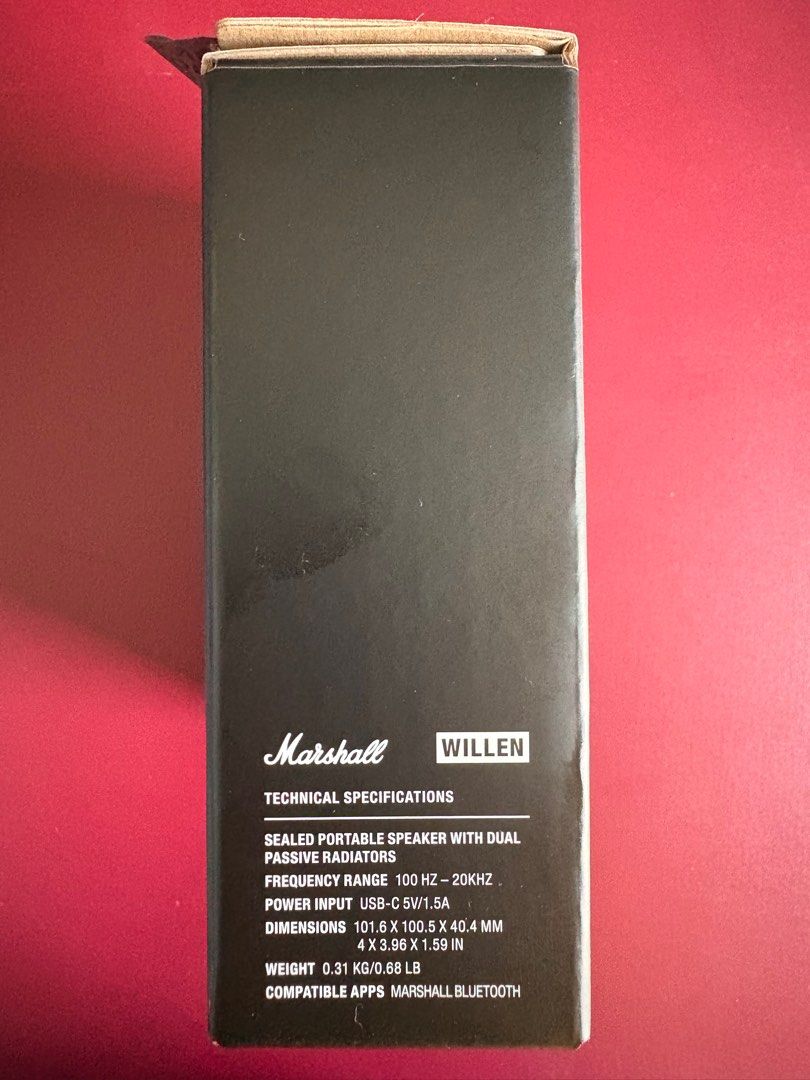 Marshall WILLEN
TECHNICAL SPECIFICATIONS
SEALED PORTABLE SPEAKER WITH DUAL
PASSIVE RADIATORS
FREQUENCY RANGE 100 HZ – 20KHZ
POWER INPUT USB-C 5V/1.5A
DIMENSIONS 101.6 X 100.5 X 40.4 MM
4 X 3.96 X 1.59 IN
WEIGHT 0.31 KG/0.68 LB
COMPATIBLE APPS MARSHALL BLUETOOTH